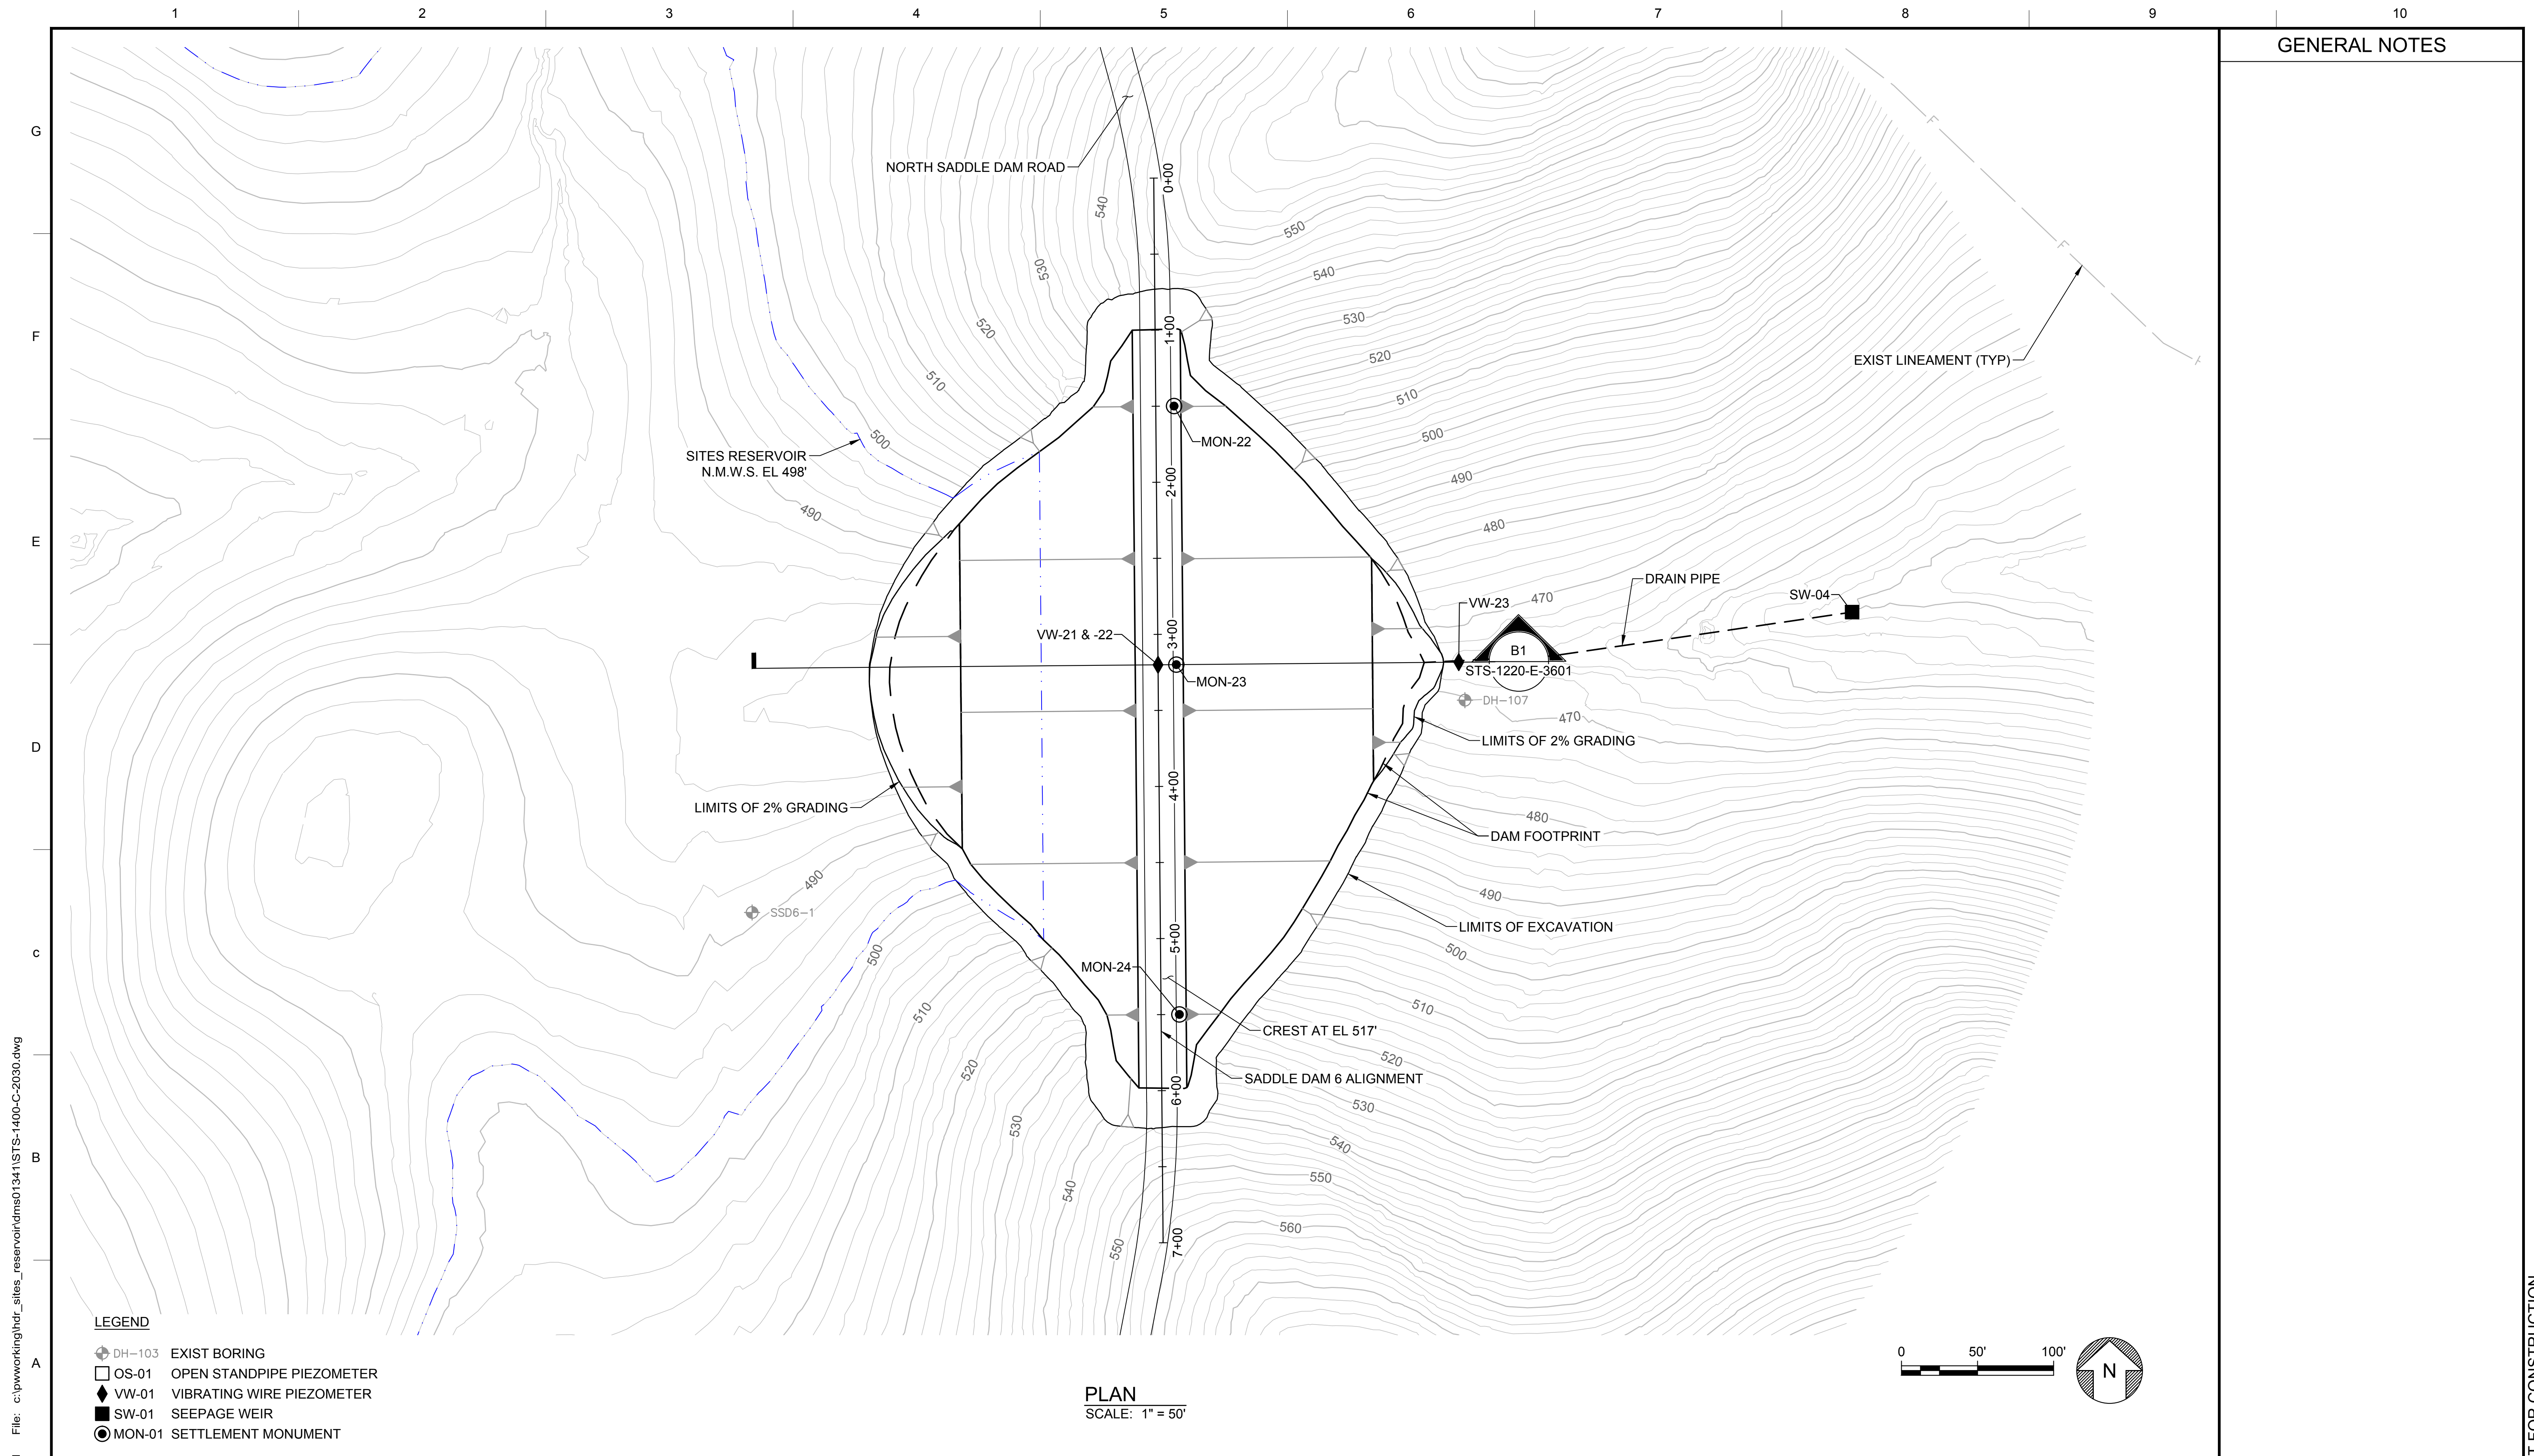 1 2 3 4 5 6 7 8 9 10
GENERAL NOTES
G
F
E
D
c
B
A
NORTH SADDLE DAM ROAD
0+00
1+00
2+00
3+00
4+00
5+00
6+00
7+00
540
530
520
510
500
490
550
540
530
520
510
500
490
480
470
F
F
EXIST LINEAMENT (TYP)
SITES RESERVOIR
N.M.W.S. EL 498'
MON-22
DRAIN PIPE
SW-04
VW-23
VW-21 & -22
B1
STS-1220-E-3601
MON-23
DH-107
470
LIMITS OF 2% GRADING
LIMITS OF 2% GRADING
480
DAM FOOTPRINT
490
490
SSD6-1
LIMITS OF EXCAVATION
500
500
MON-24
510
510
CREST AT EL 517'
520
520
SADDLE DAM 6 ALIGNMENT
530
530
540
540
550
550
560
LEGEND
DH-103 EXIST BORING
OS-01 OPEN STANDPIPE PIEZOMETER
VW-01 VIBRATING WIRE PIEZOMETER
SW-01 SEEPAGE WEIR
MON-01 SETTLEMENT MONUMENT
PLAN
SCALE: 1" = 50'
0 50' 100'
N
File: c:\pwworking\hdr_sites_reservoir\dms01341\STS-1400-C-2030.dwg
T FOR CONSTRUCTION